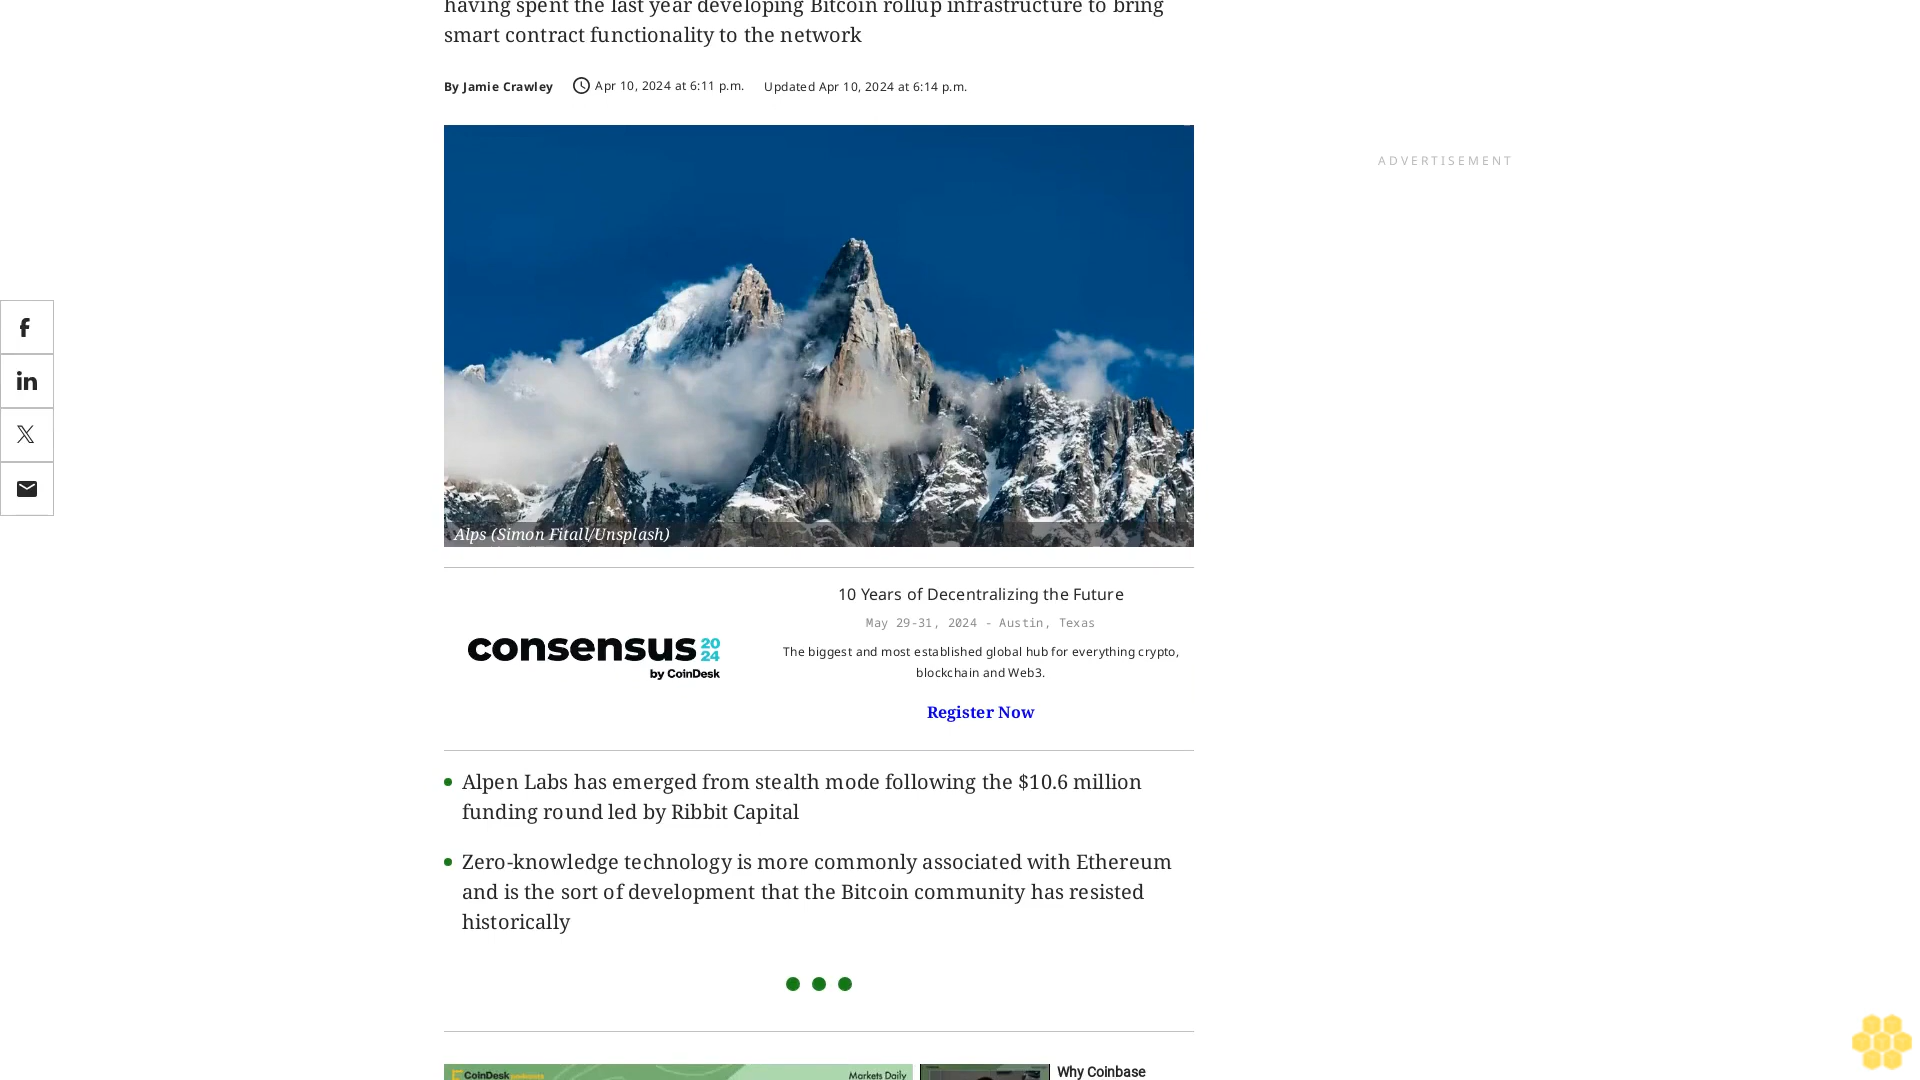 having spent the last year developing Bitcoin rollup infrastructure to bring
smart contract functionality to the network
By Jamie Crawley Apr 10, 2024 at 6:11 p.m. Updated Apr 10, 2024 at 6:14 p.m.
ADVERTISEMENT
f
in
X
Alps (Simon Fitall/Unsplash)
consensus 2024
by CoinDesk
10 Years of Decentralizing the Future
May 29-31, 2024 - Austin, Texas
The biggest and most established global hub for everything crypto,
blockchain and Web3.
Register Now
Alpen Labs has emerged from stealth mode following the $10.6 million
funding round led by Ribbit Capital
Zero-knowledge technology is more commonly associated with Ethereum
and is the sort of development that the Bitcoin community has resisted
historically
CoinDesk podcasts Markets Daily
Why Coinbase